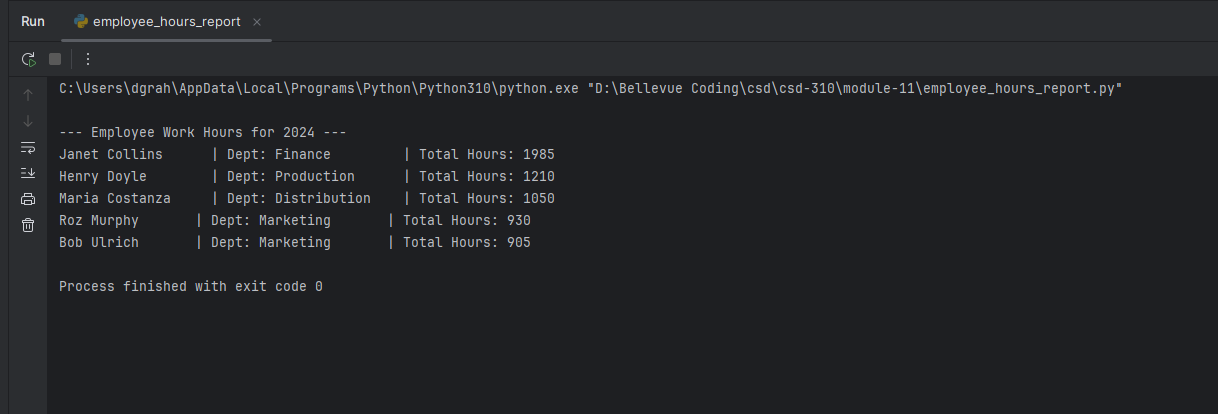 Run employee_hours_report ×
C:\Users\dgrah\AppData\Local\Programs\Python\Python310\python.exe "D:\Bellevue Coding\csd\csd-310\module-11\employee_hours_report.py"
--- Employee Work Hours for 2024 ---
Janet Collins      | Dept: Finance         | Total Hours: 1985
Henry Doyle        | Dept: Production      | Total Hours: 1210
Maria Costanza     | Dept: Distribution    | Total Hours: 1050
Roz Murphy       | Dept: Marketing       | Total Hours: 930
Bob Ulrich       | Dept: Marketing       | Total Hours: 905
Process finished with exit code 0